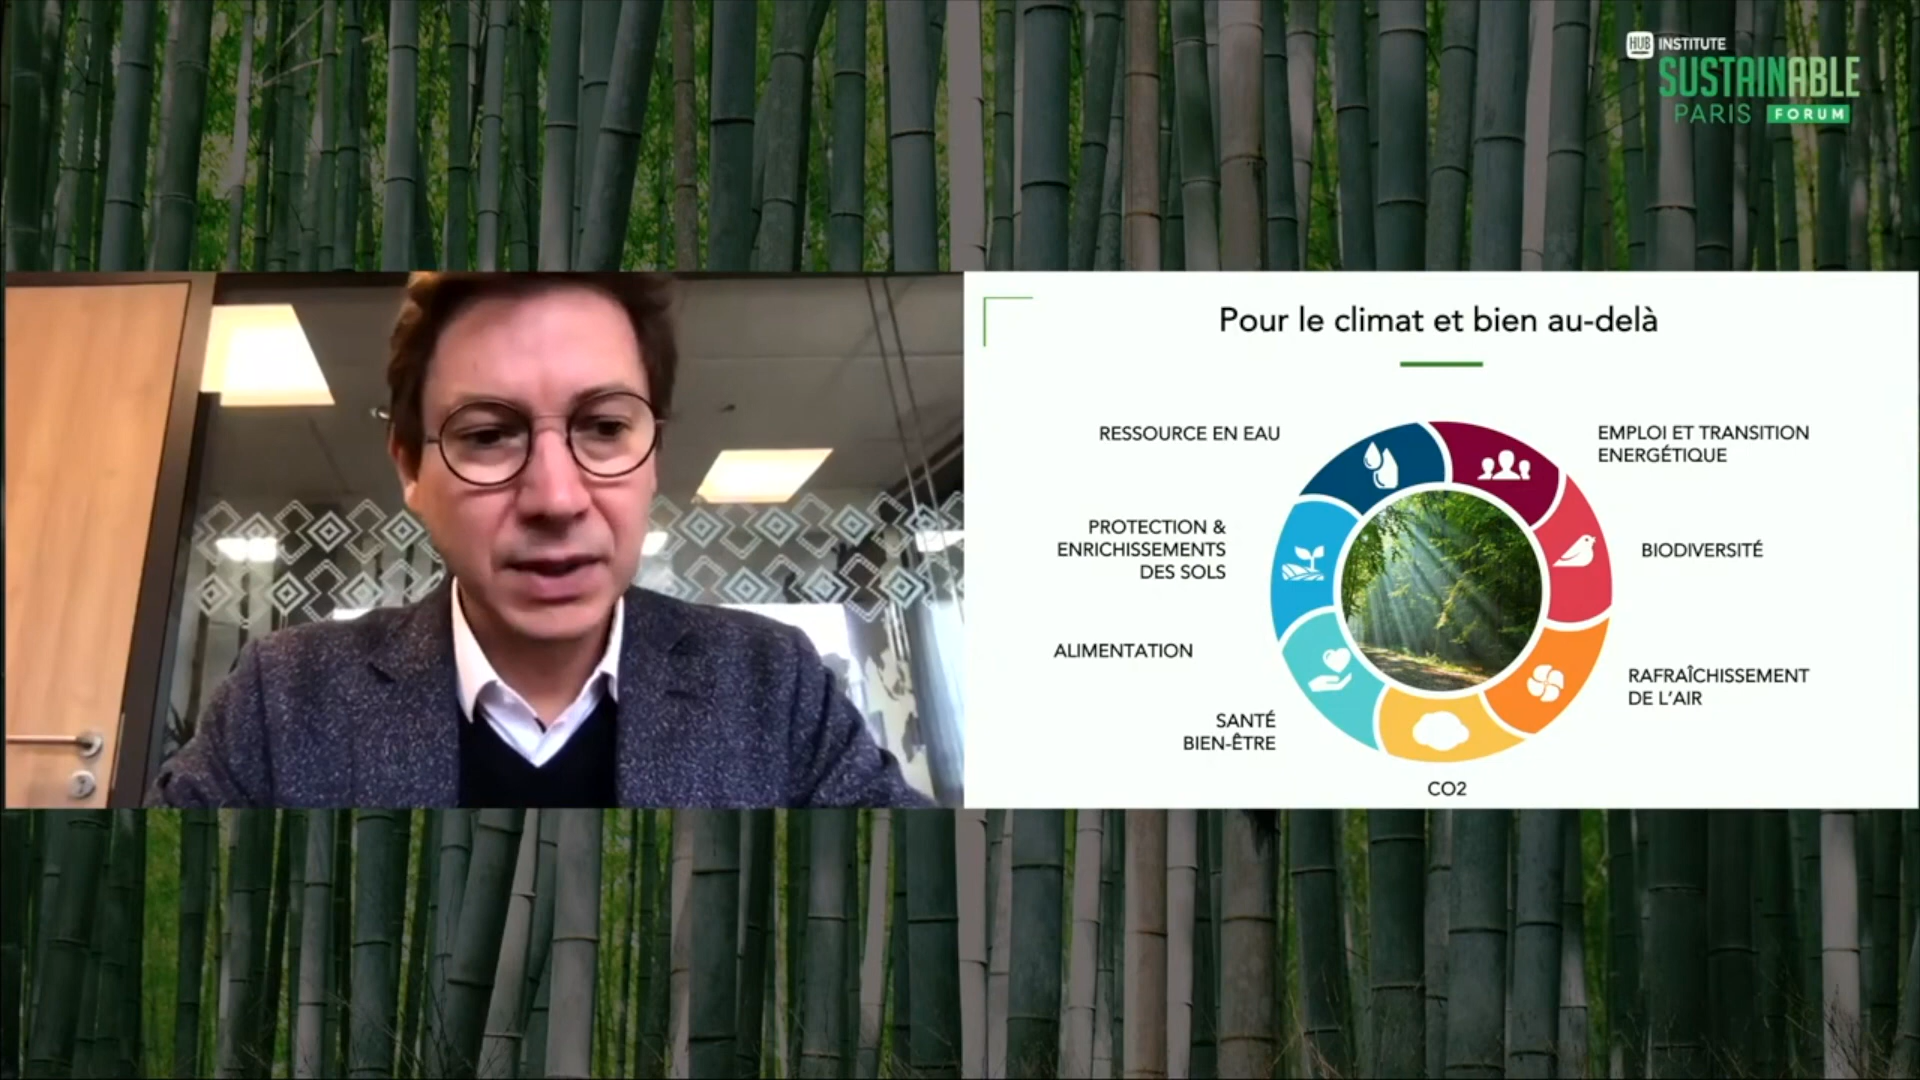 HUB INSTITUTE
SUSTAINABLE
PARIS FORUM
Pour le climat et bien au-delà
RESSOURCE EN EAU
EMPLOI ET TRANSITION
ENERGÉTIQUE
PROTECTION &
ENRICHISSEMENTS
DES SOLS
BIODIVERSITÉ
ALIMENTATION
RAFRAÎCHISSEMENT
DE L'AIR
SANTÉ
BIEN-ÊTRE
CO2